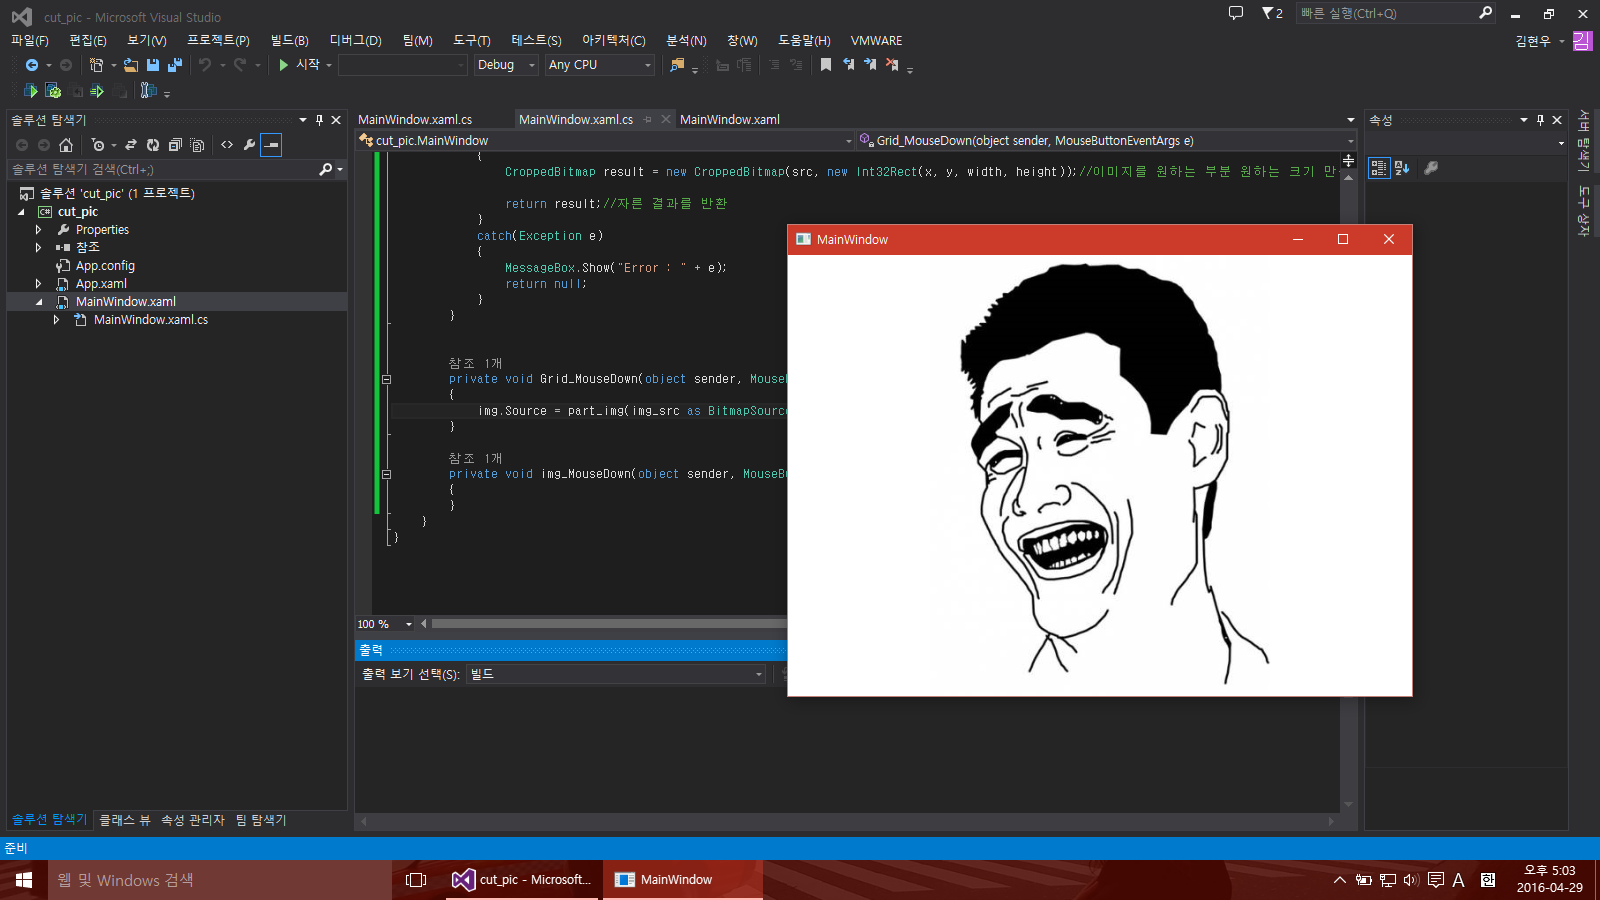 cut_pic - Microsoft Visual Studio
2
빠른 실행(Ctrl+Q)
파일(F) 편집(E) 보기(V) 프로젝트(P) 빌드(B) 디버그(D) 팀(M) 도구(T) 테스트(S) 아키텍처(C) 분석(N) 창(W) 도움말(H) VMWARE
김현우 김
시작 Debug Any CPU
솔루션 탐색기
솔루션 탐색기 검색(Ctrl+;)
솔루션 'cut_pic' (1 프로젝트)
C# cut_pic
Properties
참조
App.config
App.xaml
MainWindow.xaml
MainWindow.xaml.cs
솔루션 탐색기 클래스 뷰 속성 관리자 팀 탐색기
MainWindow.xaml.cs MainWindow.xaml.cs MainWindow.xaml
cut_pic.MainWindow Grid_MouseDown(object sender, MouseButtonEventArgs e)
{
CroppedBitmap result = new CroppedBitmap(src, new Int32Rect(x, y, width, height));//이미지를 원하는 부분 원하는 크기 만
return result;//자른 결과를 반환
}
catch(Exception e)
{
MessageBox.Show("Error : " + e);
return null;
}
}
참조 1개
private void Grid_MouseDown(object sender, Mouse
{
img.Source = part_img(img_src as BitmapSource
}
참조 1개
private void img_MouseDown(object sender, MouseBu
{
}
}
}
100 %
출력
출력 보기 선택(S): 빌드
MainWindow
속성
서버 탐색기
도구 상자
준비
웹 및 Windows 검색
cut_pic - Microsoft...
MainWindow
A 한
오후 5:03
2016-04-29